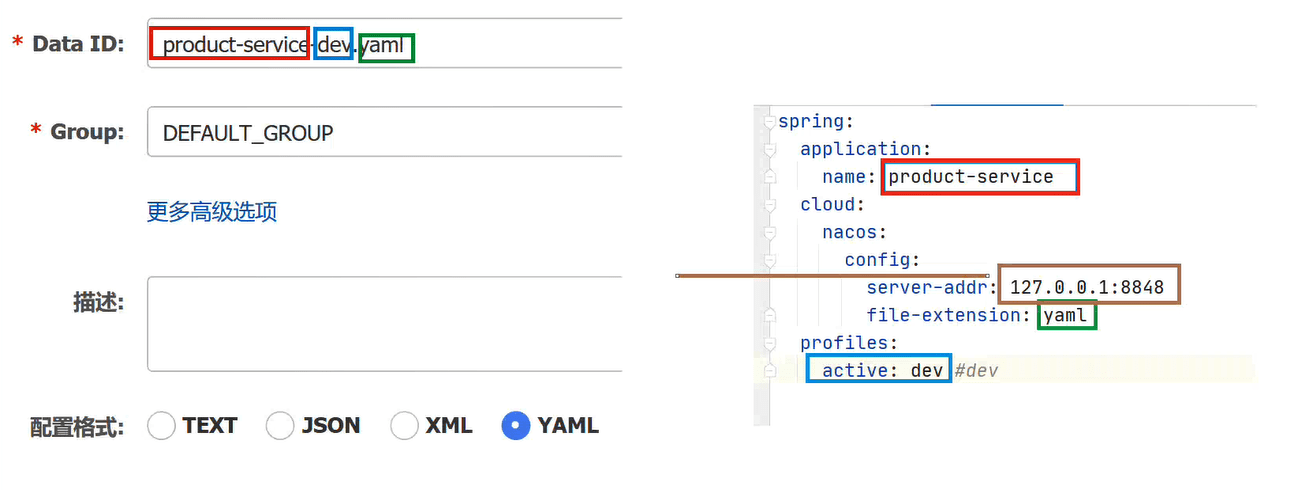 * Data ID: product-service-dev.yaml
* Group: DEFAULT_GROUP
更多高级选项
描述:
配置格式: TEXT JSON XML YAML
spring:
application:
name: product-service
cloud:
nacos:
config:
server-addr: 127.0.0.1:8848
file-extension: yaml
profiles:
active: dev #dev